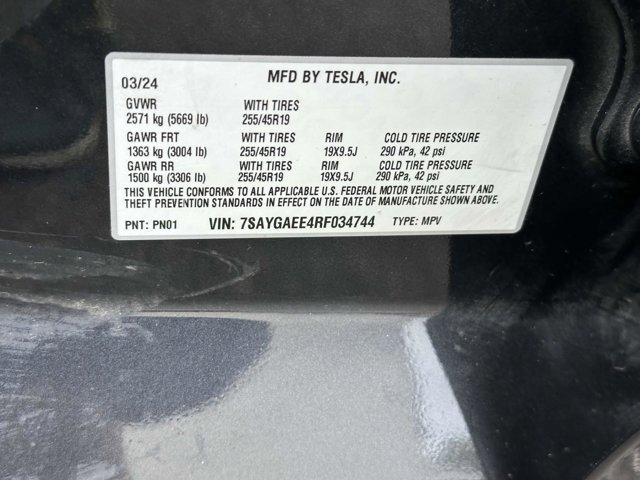 03/24 MFD BY TESLA, INC.
GVWR WITH TIRES
2571 kg (5669 lb) 255/45R19
GAWR FRT WITH TIRES RIM COLD TIRE PRESSURE
1363 kg (3004 lb) 255/45R19 19X9.5J 290 kPa, 42 psi
GAWR RR WITH TIRES RIM COLD TIRE PRESSURE
1500 kg (3306 lb) 255/45R19 19X9.5J 290 kPa, 42 psi
THIS VEHICLE CONFORMS TO ALL APPLICABLE U.S. FEDERAL MOTOR VEHICLE SAFETY AND
THEFT PREVENTION STANDARDS IN EFFECT ON THE DATE OF MANUFACTURE SHOWN ABOVE.
PNT: PN01 VIN: 7SAYGAEE4RF034744 TYPE: MPV